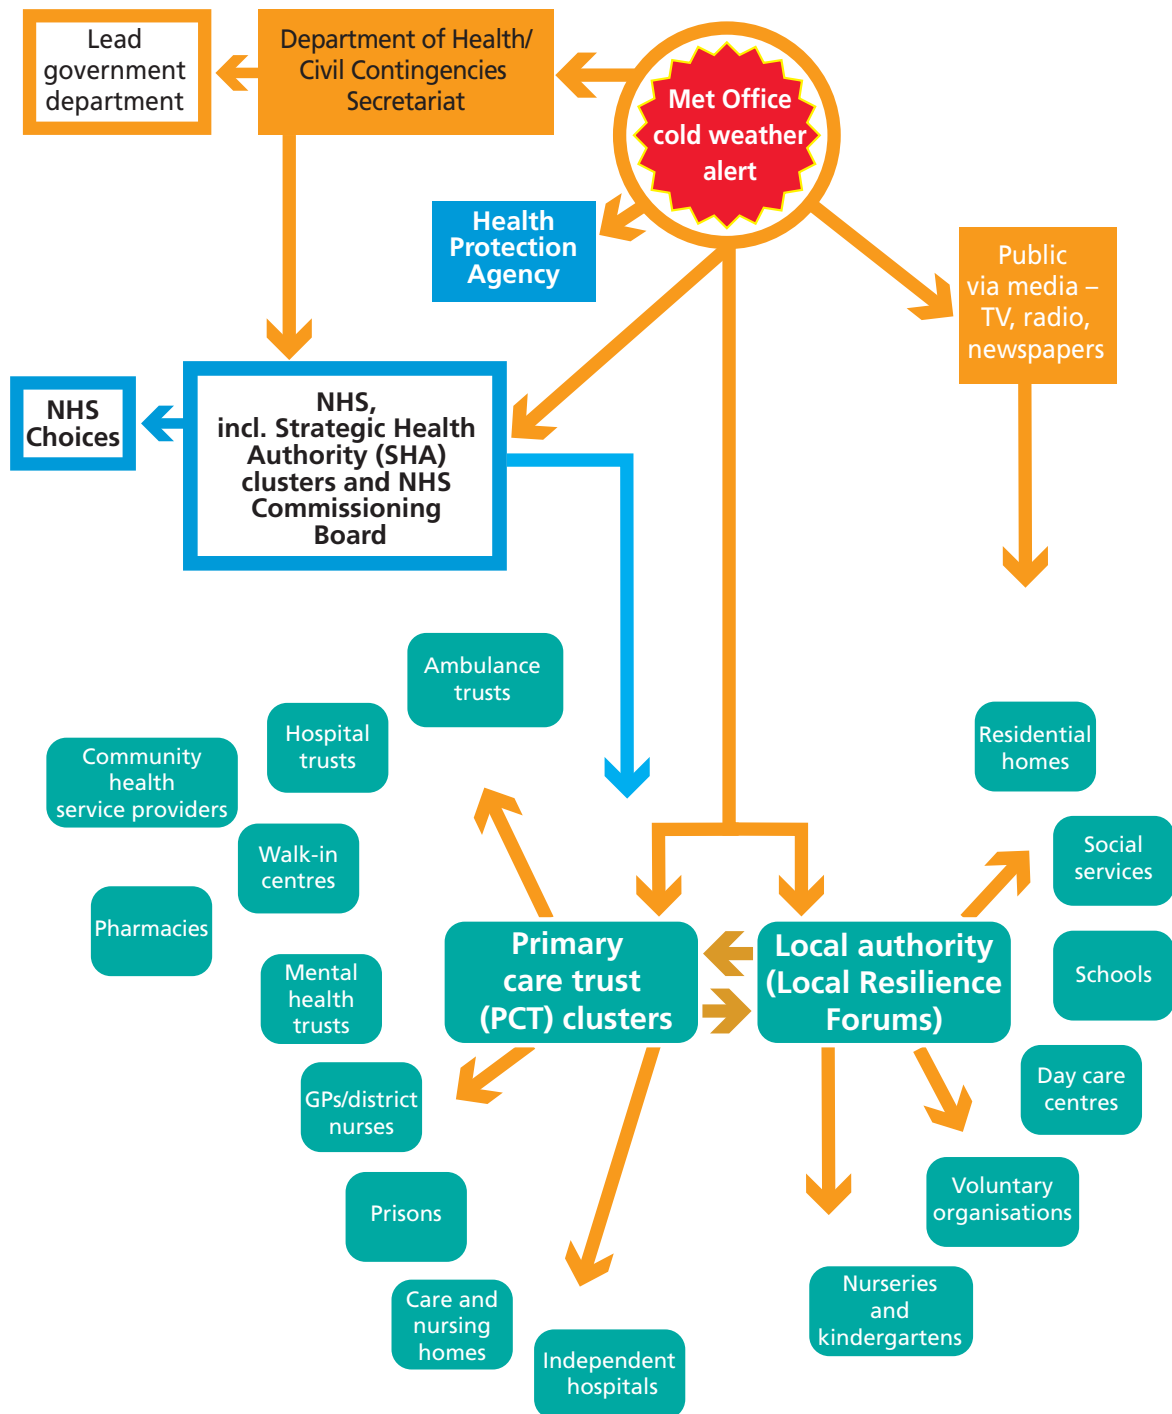 Lead
government
department
Department of Health/
Civil Contingencies
Secretariat
Met Office
cold weather
alert
Health
Protection
Agency
Public
via media –
TV, radio,
newspapers
NHS
Choices
NHS,
incl. Strategic Health
Authority (SHA)
clusters and NHS
Commissioning
Board
Ambulance
trusts
Hospital
trusts
Community
health
service providers
Walk-in
centres
Pharmacies
Mental
health
trusts
GPs/district
nurses
Prisons
Care and
nursing
homes
Independent
hospitals
Primary
care trust
(PCT) clusters
Local authority
(Local Resilience
Forums)
Residential
homes
Social
services
Schools
Day care
centres
Voluntary
organisations
Nurseries
and
kindergartens